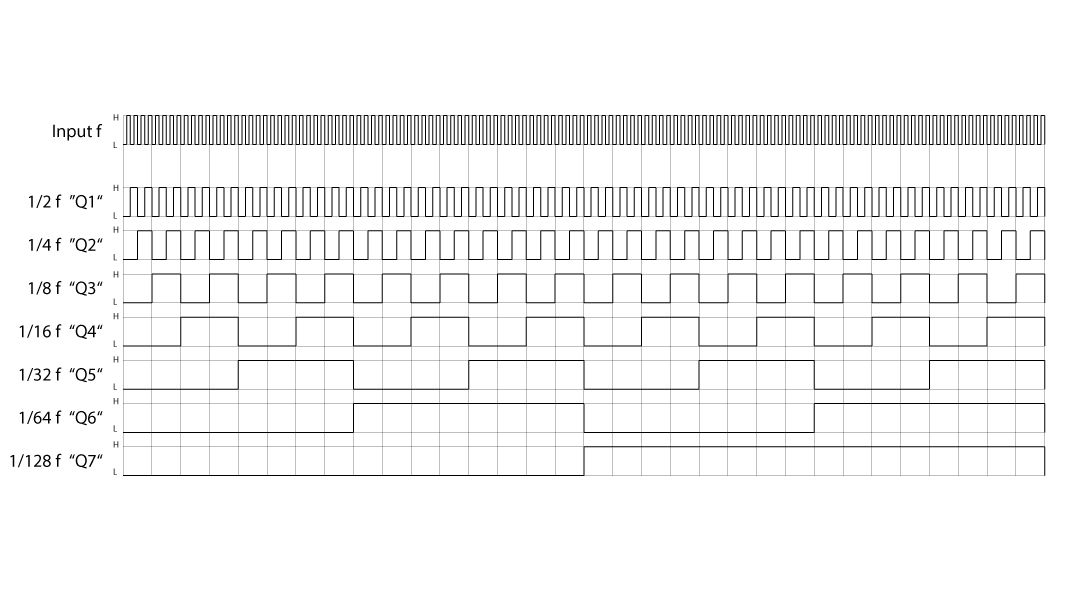 H
Input f
L
H
1/2 f ”Q1“
L
H
1/4 f “Q2“
L
H
1/8 f “Q3“
L
H
1/16 f “Q4“
L
H
1/32 f “Q5“
L
H
1/64 f “Q6“
L
H
1/128 f “Q7“
L